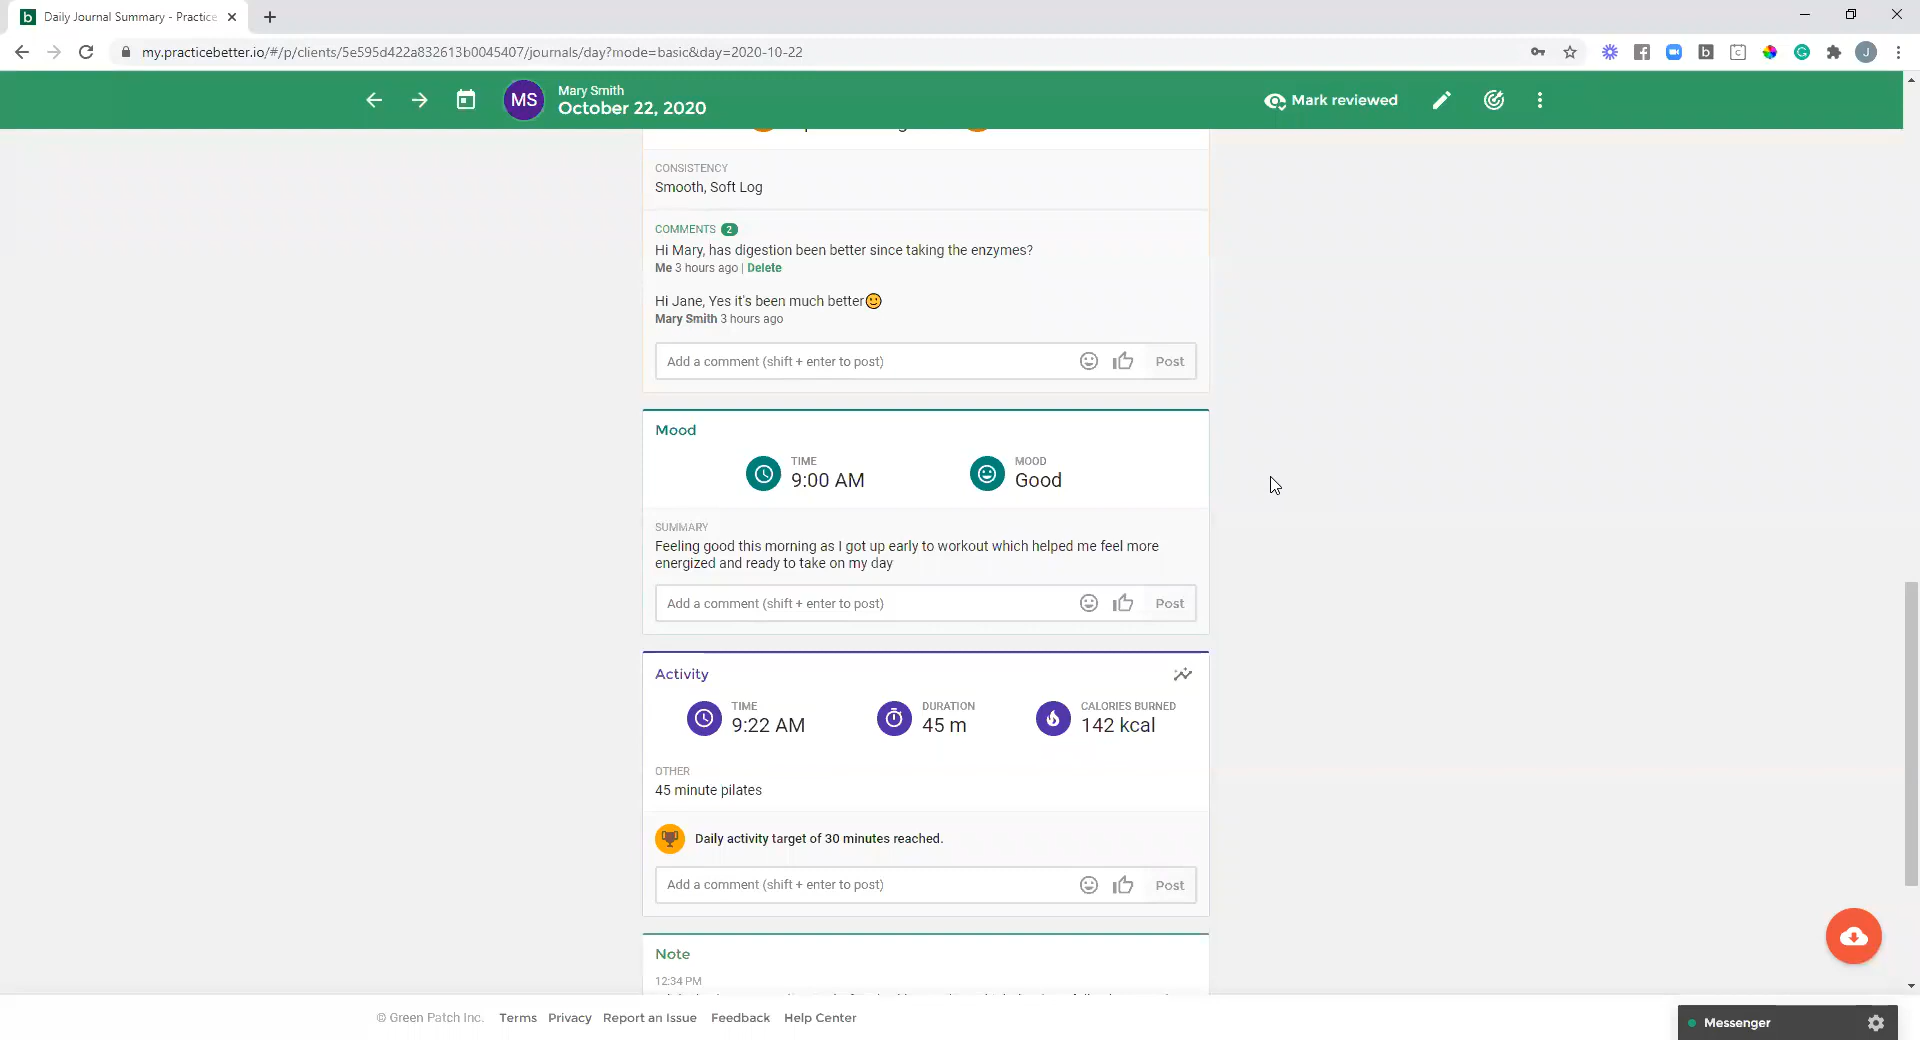 Daily Journal Summary - Practice
my.practicebetter.io/#/p/clients/5e595d422a832613b0045407/journals/day?mode=basic&day=2020-10-22
J
MS
Mary Smith
October 22, 2020
Mark reviewed
CONSISTENCY
Smooth, Soft Log
COMMENTS 2
Hi Mary, has digestion been better since taking the enzymes?
Me 3 hours ago | Delete
Hi Jane, Yes it's been much better🙂
Mary Smith 3 hours ago
Add a comment (shift + enter to post)
Post
Mood
TIME
9:00 AM
MOOD
Good
SUMMARY
Feeling good this morning as I got up early to workout which helped me feel more
energized and ready to take on my day
Add a comment (shift + enter to post)
Post
Activity
TIME
9:22 AM
DURATION
45 m
CALORIES BURNED
142 kcal
OTHER
45 minute pilates
Daily activity target of 30 minutes reached.
Add a comment (shift + enter to post)
Post
Note
12:34 PM
© Green Patch Inc. Terms Privacy Report an Issue Feedback Help Center
Messenger